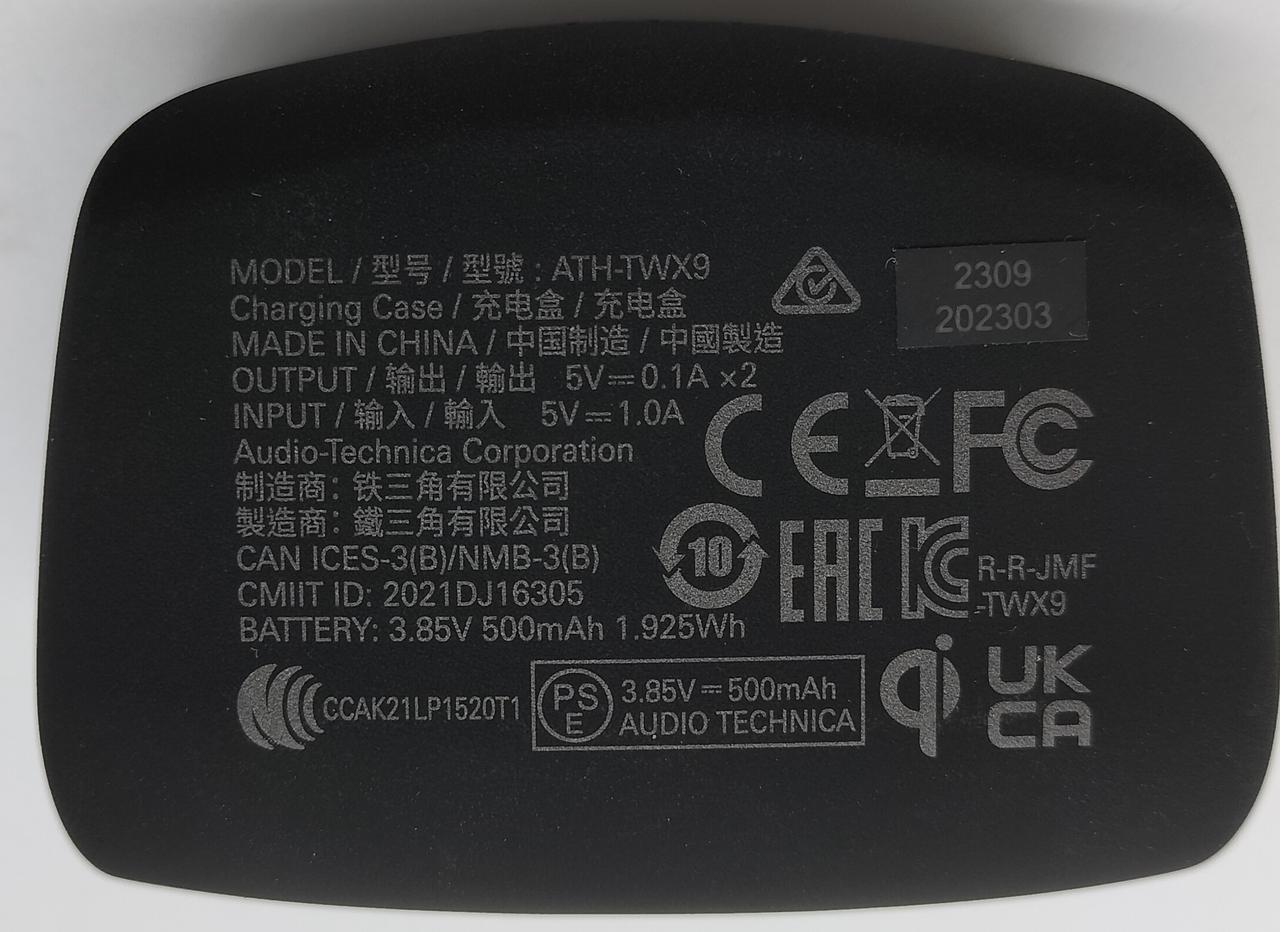 MODEL / 型号 / 型號 : ATH-TWX9
Charging Case / 充电盒 / 充电盒
MADE IN CHINA / 中国制造 / 中國製造
OUTPUT / 输出 / 輸出 5V⎓0.1A ×2
INPUT / 输入 / 輸入 5V⎓1.0A
Audio-Technica Corporation
制造商: 铁三角有限公司
製造商: 鐵三角有限公司
CAN ICES-3(B)/NMB-3(B)
CMIIT ID: 2021DJ16305
BATTERY: 3.85V 500mAh 1.925Wh
2309
202303
CE FC
10 EAC KC R-R-JMF
-TWX9
CCAK21LP1520T1
PSE 3.85V⎓500mAh
AUDIO TECHNICA
qi
UK
CA